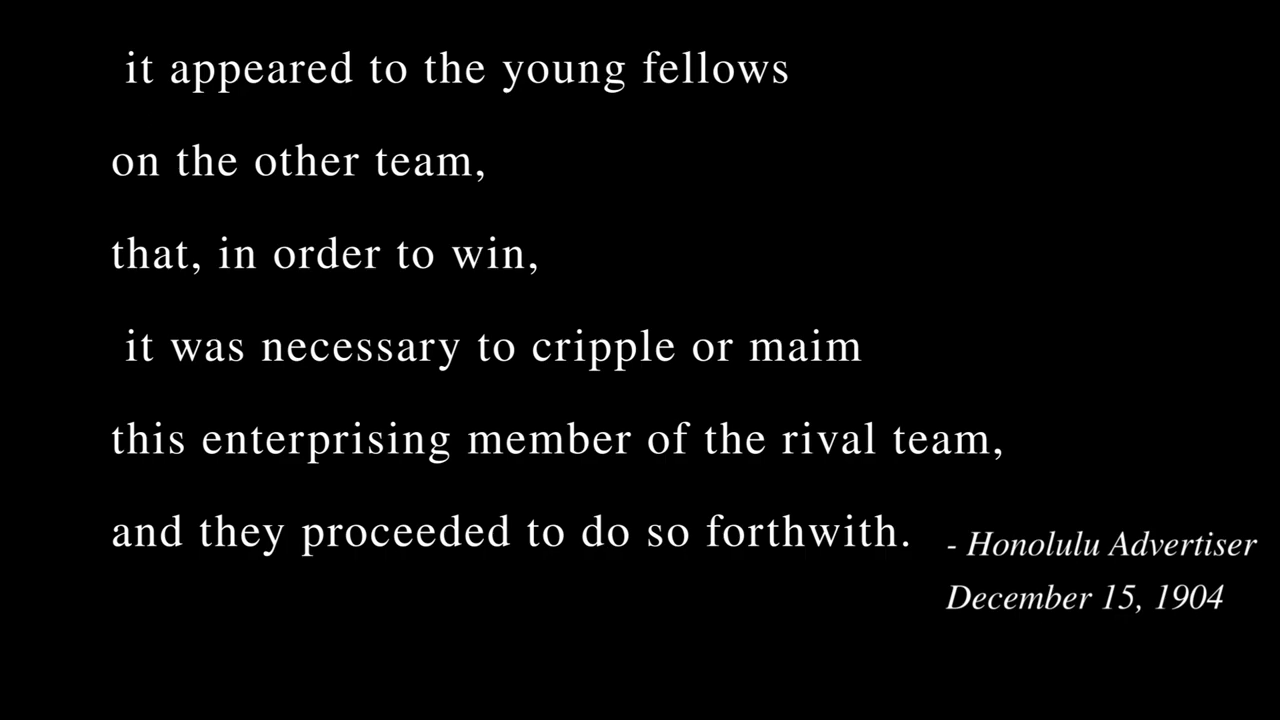 it appeared to the young fellows
on the other team,
that, in order to win,
it was necessary to cripple or maim
this enterprising member of the rival team,
and they proceeded to do so forthwith.
- Honolulu Advertiser
December 15, 1904